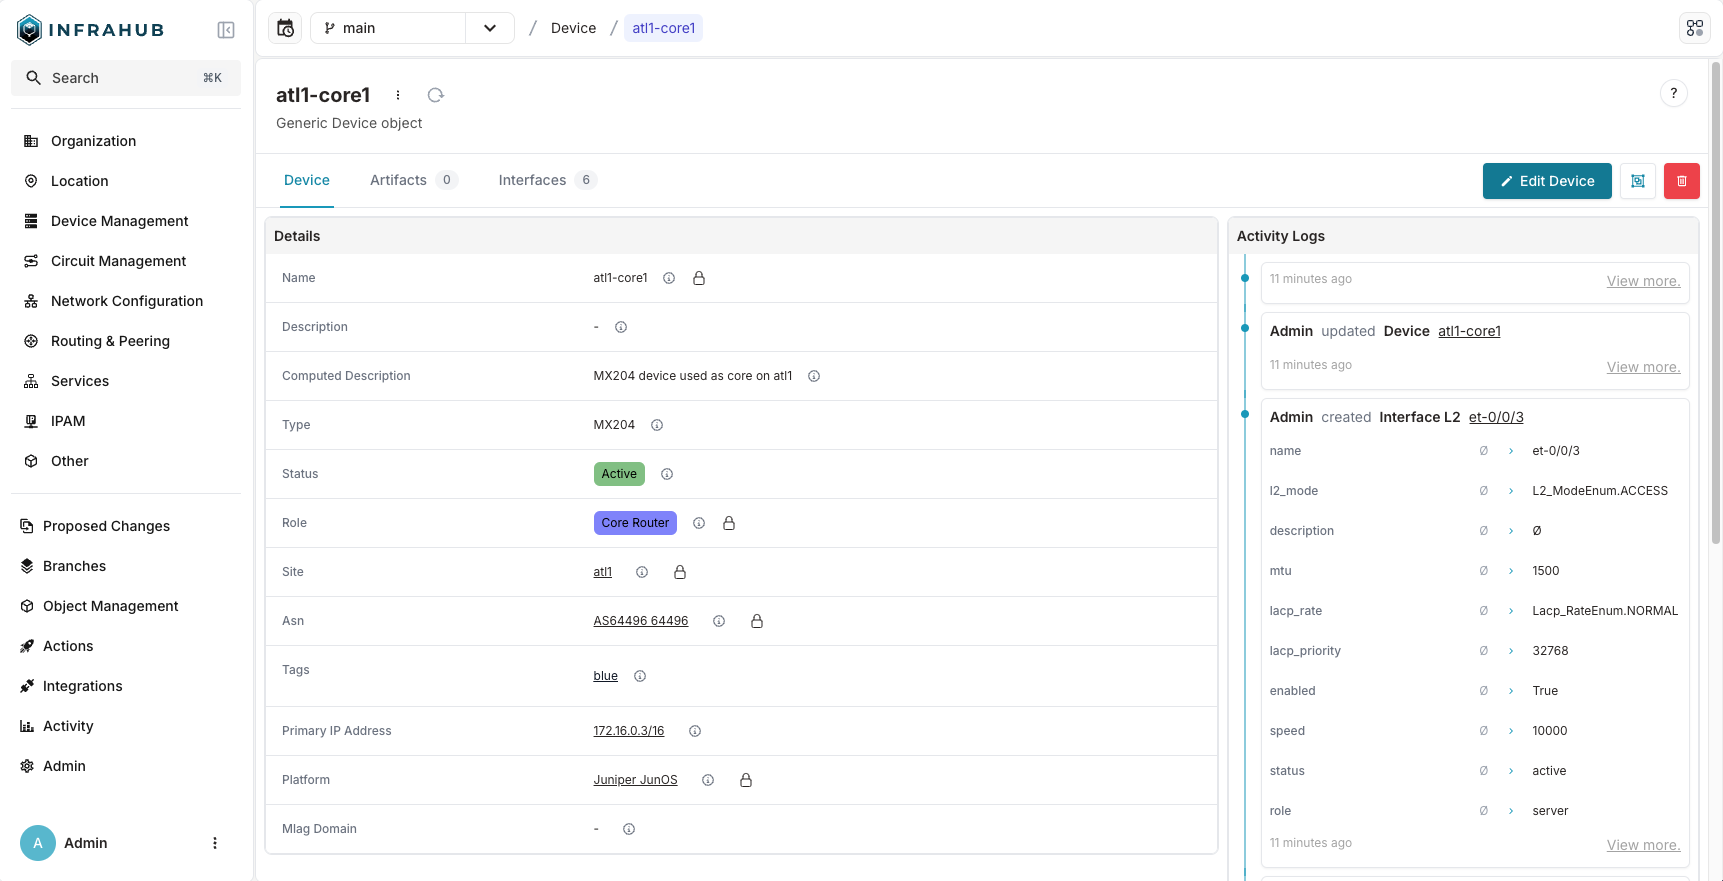 INFRAHUB
Search ⌘K
Organization
Location
Device Management
Circuit Management
Network Configuration
Routing & Peering
Services
IPAM
Other
Proposed Changes
Branches
Object Management
Actions
Integrations
Activity
Admin
A Admin
main / Device / atl1-core1
atl1-core1
Generic Device object
?
Device Artifacts 0 Interfaces 6
Edit Device
Details
Name atl1-core1
Description -
Computed Description MX204 device used as core on atl1
Type MX204
Status Active
Role Core Router
Site atl1
Asn AS64496 64496
Tags blue
Primary IP Address 172.16.0.3/16
Platform Juniper JunOS
Mlag Domain -
Activity Logs
11 minutes ago View more.
Admin updated Device atl1-core1
11 minutes ago View more.
Admin created Interface L2 et-0/0/3
name Ø > et-0/0/3
l2_mode Ø > L2_ModeEnum.ACCESS
description Ø > Ø
mtu Ø > 1500
lacp_rate Ø > Lacp_RateEnum.NORMAL
lacp_priority Ø > 32768
enabled Ø > True
speed Ø > 10000
status Ø > active
role Ø > server
11 minutes ago View more.